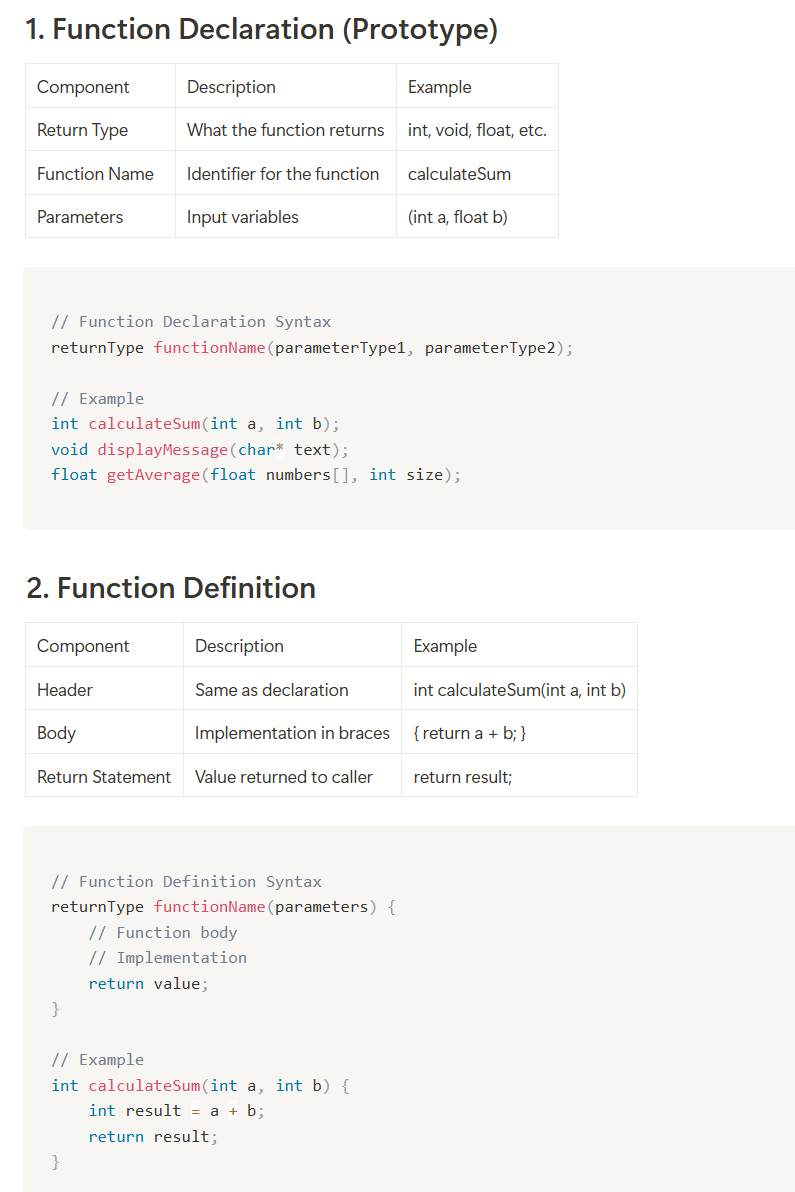 1. Function Declaration (Prototype)
Component Description Example
Return Type What the function returns int, void, float, etc.
Function Name Identifier for the function calculateSum
Parameters Input variables (int a, float b)
// Function Declaration Syntax
returnType functionName(parameterType1, parameterType2);
// Example
int calculateSum(int a, int b);
void displayMessage(char* text);
float getAverage(float numbers[], int size);
2. Function Definition
Component Description Example
Header Same as declaration int calculateSum(int a, int b)
Body Implementation in braces { return a + b; }
Return Statement Value returned to caller return result;
// Function Definition Syntax
returnType functionName(parameters) {
    // Function body
    // Implementation
    return value;
}
// Example
int calculateSum(int a, int b) {
    int result = a + b;
    return result;
}